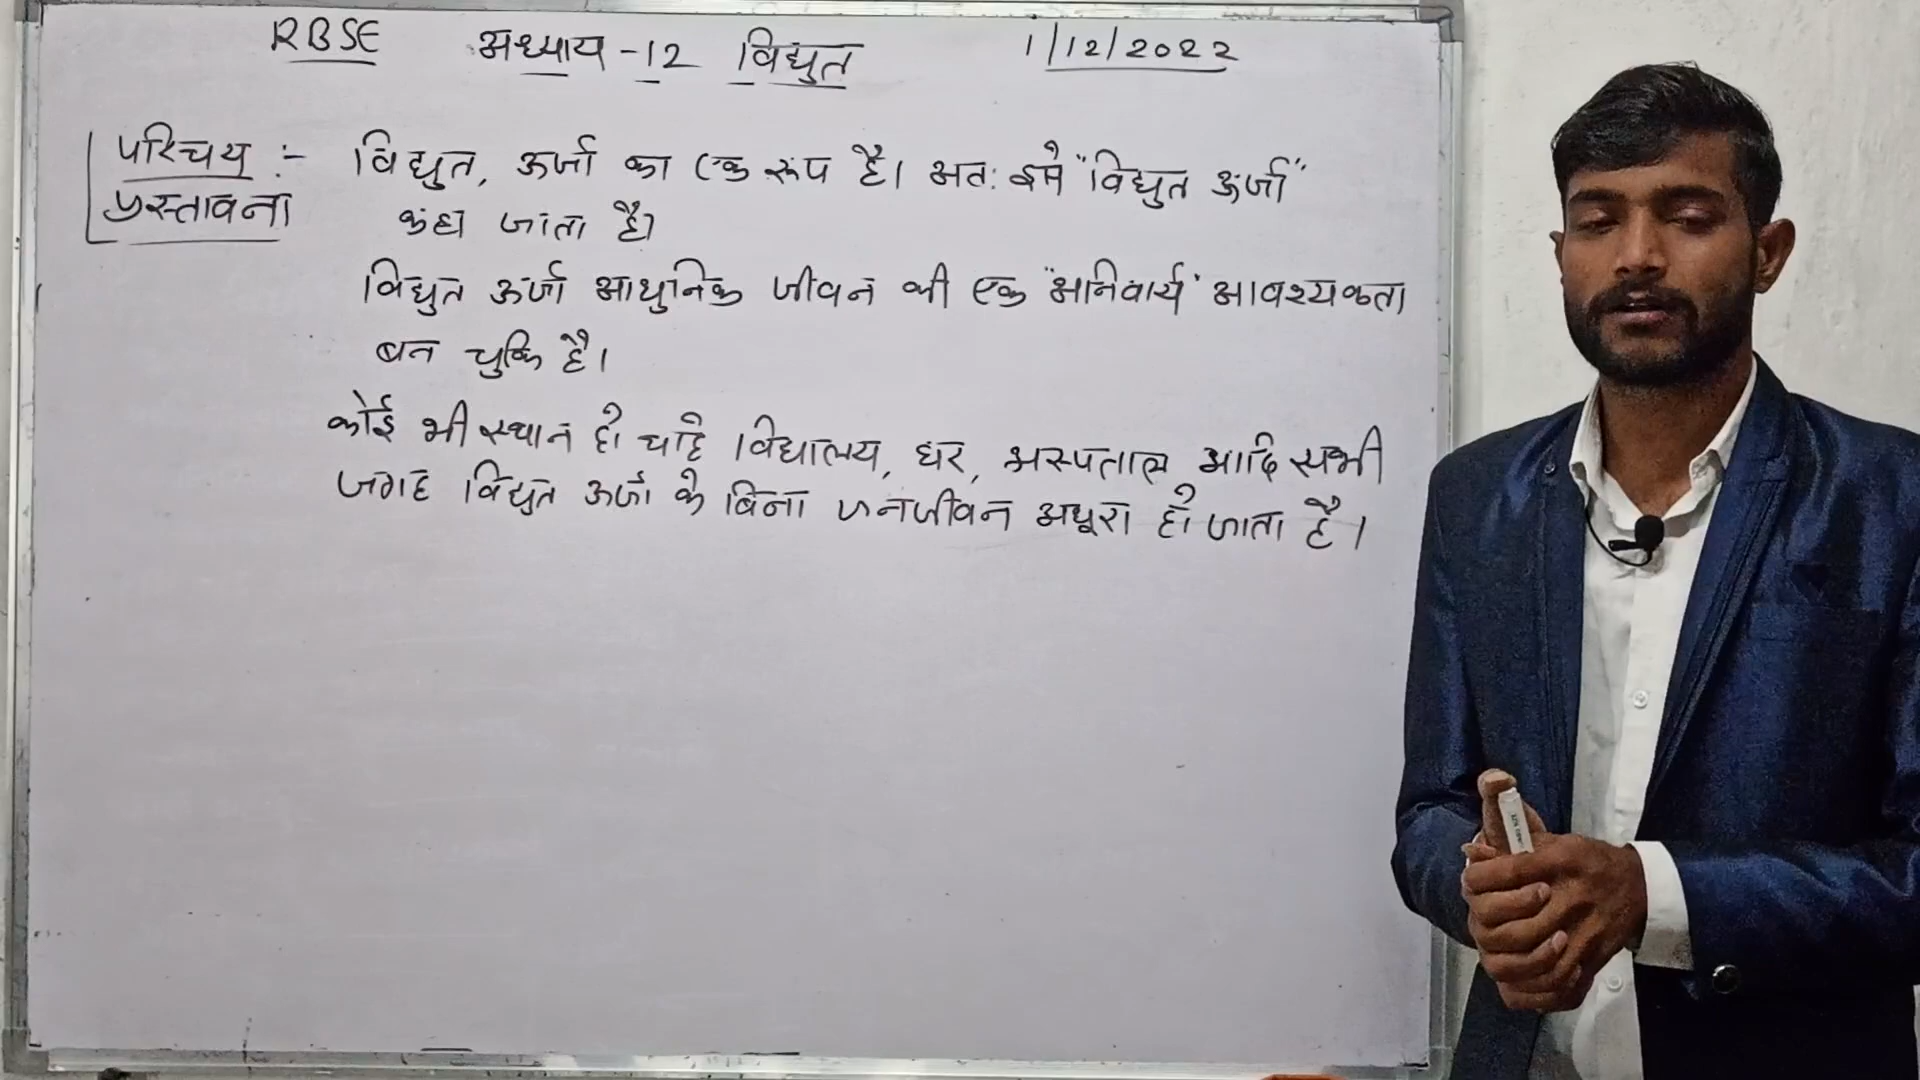 RBSE अध्याय -12 विद्युत 1/12/2022
परिचय :- विद्युत, ऊर्जा का एक रूप है। अत: इसे "विद्युत ऊर्जा"
प्रस्तावना कहा जाता है।
विद्युत ऊर्जा आधुनिक जीवन की एक "अनिवार्य" आवश्यकता
बन चुकि है।
कोई भी स्थान हो चाहे विद्यालय, घर, अस्पताल आदि सभी
जगह विद्युत ऊर्जा के बिना जनजीवन अधूरा हो जाता है।